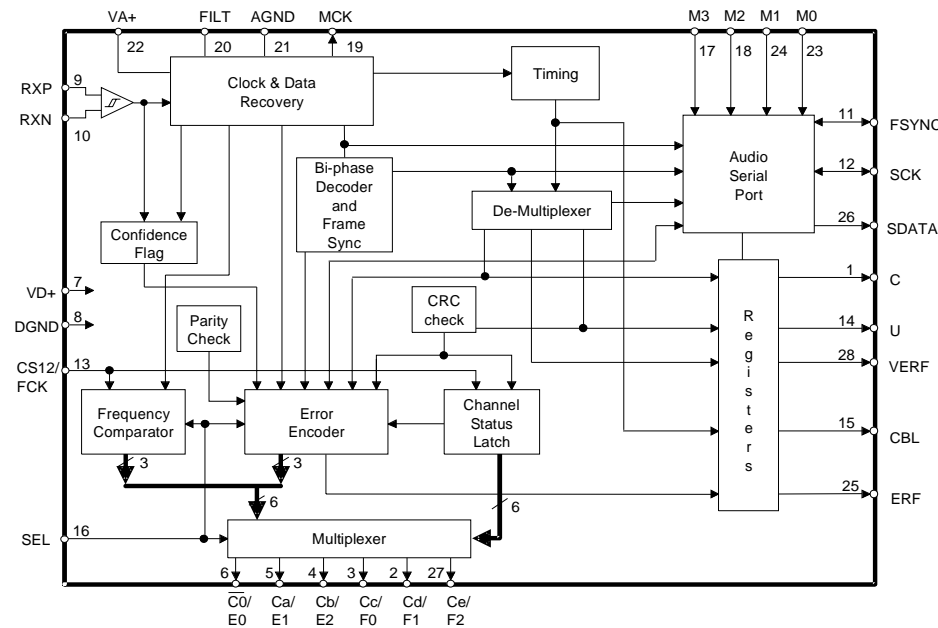 VA+ FILT AGND MCK M3 M2 M1 M0
22 20 21 19 17 18 24 23
RXP 9
RXN 10
Clock & Data
Recovery
Timing
11 FSYNC
Audio
Serial
Port
12 SCK
26 SDATA
Bi-phase
Decoder
and
Frame
Sync
De-Multiplexer
Confidence
Flag
VD+ 7
DGND 8
Parity
Check
CRC
check
Registers
1 C
14 U
28 VERF
15 CBL
25 ERF
CS12/ 13
FCK
Frequency
Comparator
Error
Encoder
Channel
Status
Latch
3 3
6 6
SEL 16
Multiplexer
6 5 4 3 2 27
C̅0̅/ Ca/ Cb/ Cc/ Cd/ Ce/
E0 E1 E2 F0 F1 F2